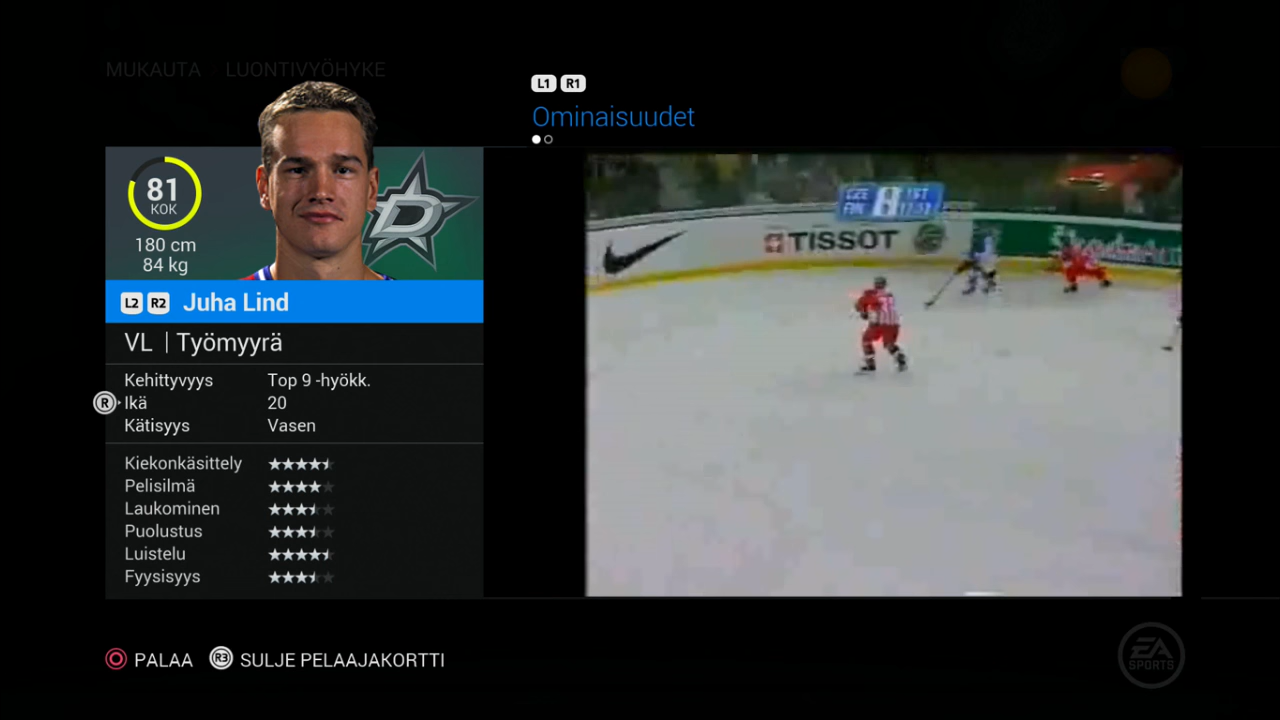 MUKAUTA / LUONTIVYÖHYKE
L1 R1
Ominaisuudet
81
KOK
180 cm
84 kg
D
L2 R2 Juha Lind
VL | Työmyyrä
Kehittyvyys Top 9 -hyökk.
R Ikä 20
Kätisyys Vasen
Kiekonkäsittely
Pelisilmä
Laukominen
Puolustus
Luistelu
Fyysisyys
CZE 1ST
FIN
TISSOT
PALAA R3 SULJE PELAAJAKORTTI
EA
SPORTS